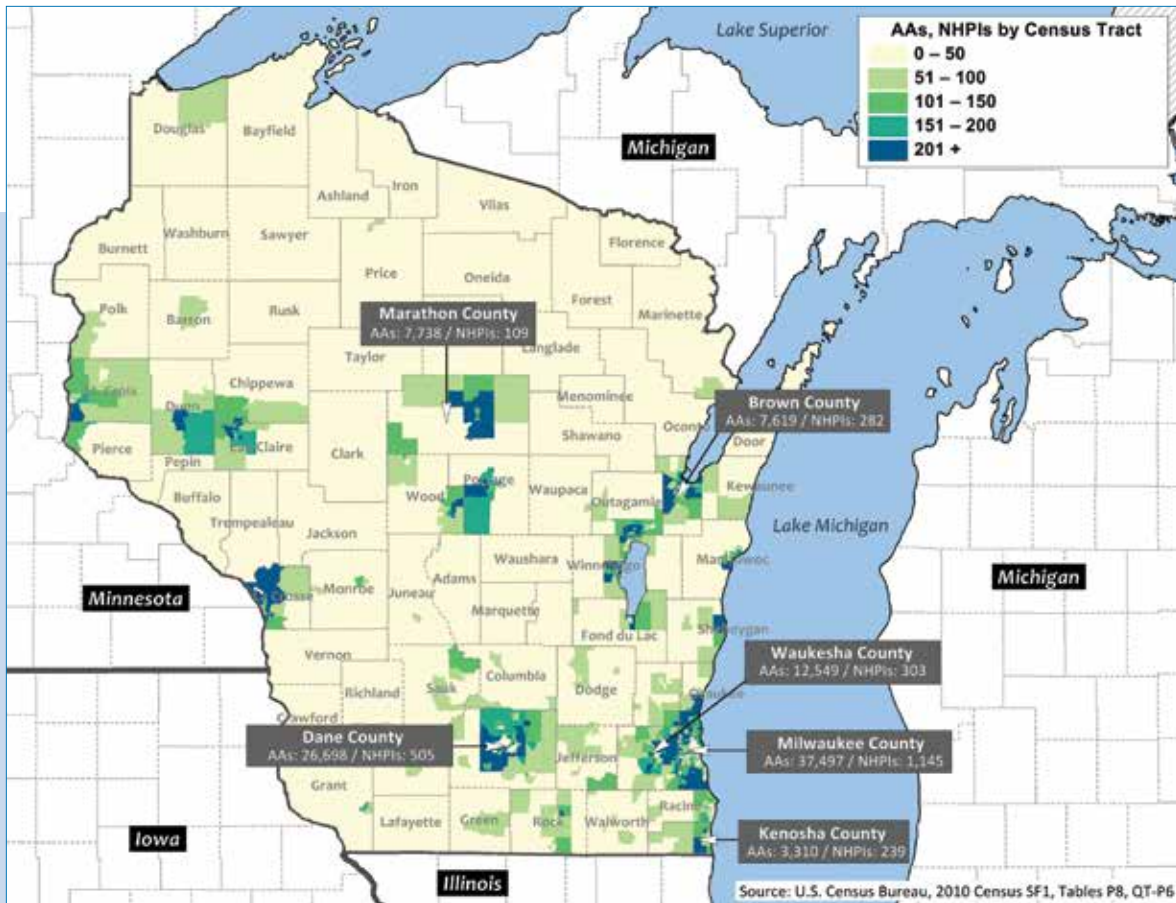 Lake Superior
AAs, NHPIs by Census Tract
0 – 50
51 – 100
101 – 150
151 – 200
201 +
Michigan
Douglas
Bayfield
Ashland
Iron
Vilas
Florence
Burnett
Washburn
Sawyer
Price
Oneida
Forest
Marinette
Polk
Barron
Rusk
Marathon County
AAs: 7,738 / NHPIs: 109
Taylor
Langlade
Chippewa
Menominee
Brown County
AAs: 7,619 / NHPIs: 282
Dunn
Pierce
Pepin
Clark
Shawano
Oconto
Door
Buffalo
Wood
Portage
Waupaca
Outagamie
Kewaunee
Trempealeau
Jackson
Lake Michigan
Waushara
Winnebago
Manitowoc
Minnesota
Monroe
Juneau
Adams
Marquette
Michigan
Fond du Lac
Sheboygan
Vernon
Waukesha County
AAs: 12,549 / NHPIs: 303
Richland
Sauk
Columbia
Dodge
Crawford
Dane County
AAs: 26,698 / NHPIs: 505
Jefferson
Milwaukee County
AAs: 37,497 / NHPIs: 1,145
Grant
Iowa
Lafayette
Green
Rock
Walworth
Racine
Kenosha County
AAs: 3,310 / NHPIs: 239
Illinois
Source: U.S. Census Bureau, 2010 Census SF1, Tables P8, QT-P6